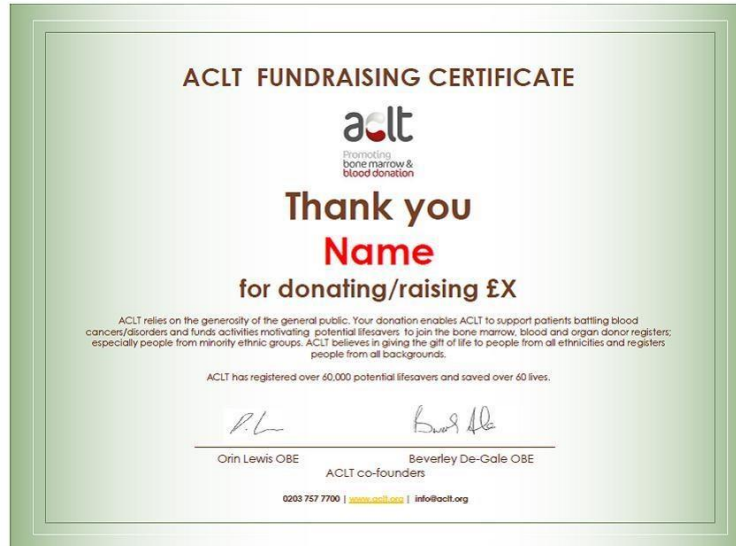 ACLT FUNDRAISING CERTIFICATE
aclt
Promoting
bone marrow &
blood donation
Thank you
Name
for donating/raising £X
ACLT relies on the generosity of the general public. Your donation enables ACLT to support patients battling blood
cancers/disorders and funds activities motivating potential lifesavers to join the bone marrow, blood and organ donor registers;
especially people from minority ethnic groups. ACLT believes in giving the gift of life to people from all ethnicities and registers
people from all backgrounds.
ACLT has registered over 60,000 potential lifesavers and saved over 60 lives.
Orin Lewis OBE Beverley De-Gale OBE
ACLT co-founders
0203 757 7700 | www.aclt.org | info@aclt.org